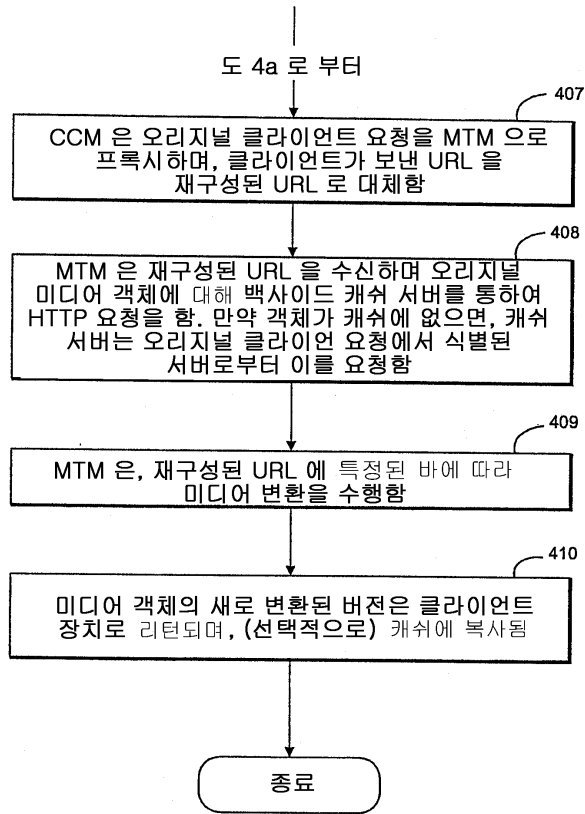 도 4a 로 부터
407
CCM 은 오리지널 클라이언트 요청을 MTM 으로
프록시하며, 클라이언트가 보낸 URL 을
재구성된 URL 로 대체함
408
MTM 은 재구성된 URL 을 수신하며 오리지널
미디어 객체에 대해 백사이드 캐쉬 서버를 통하여
HTTP 요청을 함. 만약 객체가 캐쉬에 없으면, 캐쉬
서버는 오리지널 클라이언 요청에서 식별된
서버로부터 이를 요청함
409
MTM 은, 재구성된 URL 에 특정된 바에 따라
미디어 변환을 수행함
410
미디어 객체의 새로 변환된 버전은 클라이언트
장치로 리턴되며, (선택적으로) 캐쉬에 복사됨
종료